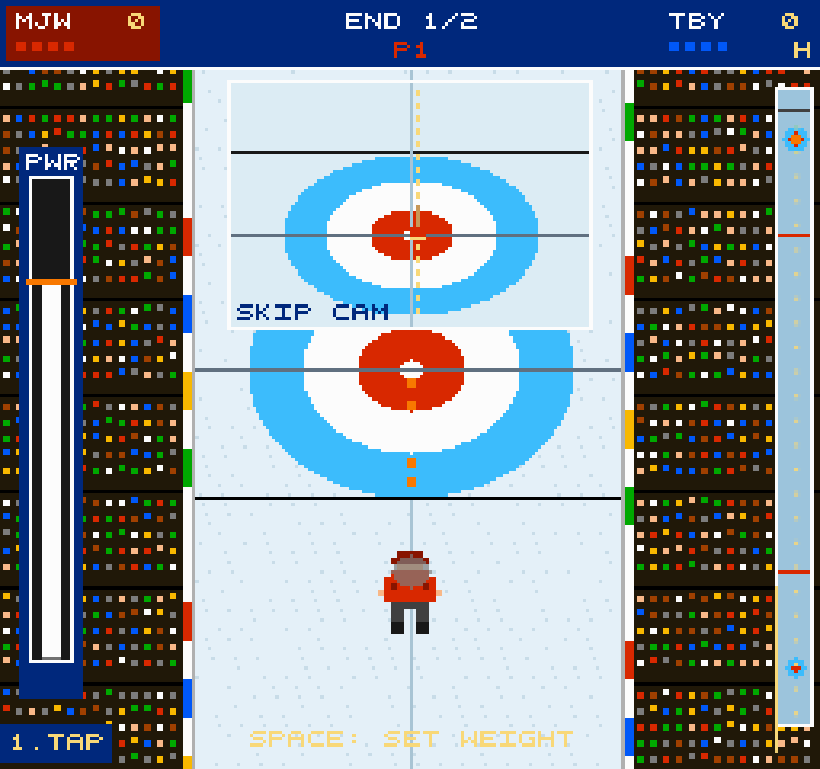 MJW 0
END 1/2
TBY 0
P1
H
PWR
SKIP CAM
1.TAP
SPACE: SET WEIGHT